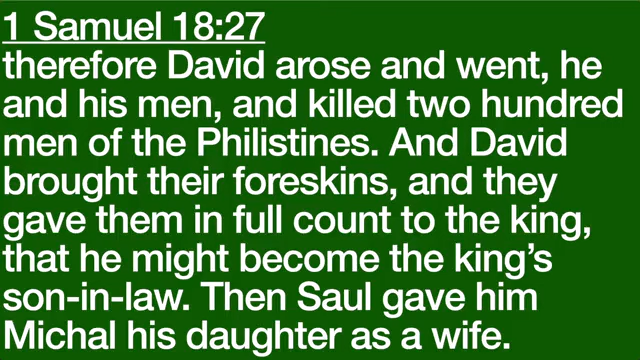 1 Samuel 18:27
therefore David arose and went, he
and his men, and killed two hundred
men of the Philistines. And David
brought their foreskins, and they
gave them in full count to the king,
that he might become the king’s
son-in-law. Then Saul gave him
Michal his daughter as a wife.